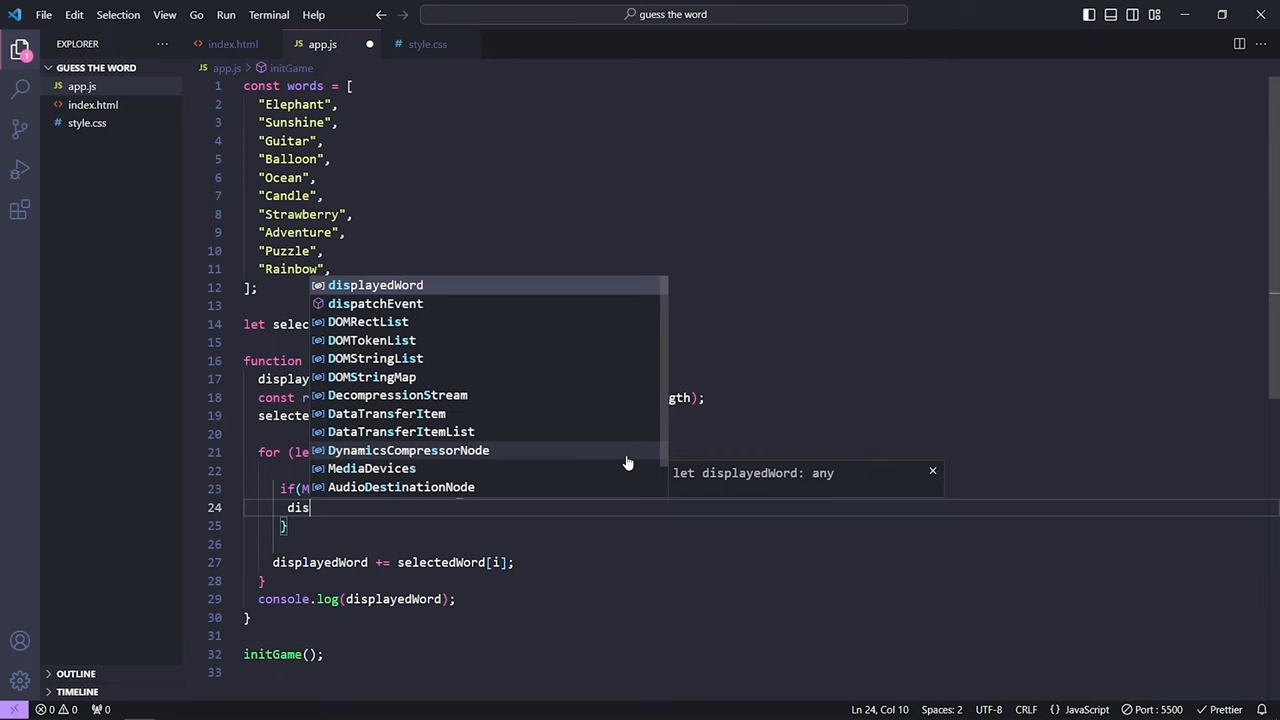 File Edit Selection View Go Run Terminal Help
guess the word
EXPLORER
index.html
app.js
style.css
GUESS THE WORD
app.js > initGame
app.js
index.html
style.css
1 const words = [
2 "Elephant",
3 "Sunshine",
4 "Guitar",
5 "Balloon",
6 "Ocean",
7 "Candle",
8 "Strawberry",
9 "Adventure",
10 "Puzzle",
11 "Rainbow",
12 ];
13
14 let selec
15
16 function
17 display
18 const r gth);
19 selecte
20
21 for (le
22
23 if(M
24 dis
25 }
26
27 displayedWord += selectedWord[i];
28 }
29 console.log(displayedWord);
30 }
31
32 initGame();
33
displayedWord
dispatchEvent
DOMRectList
DOMTokenList
DOMStringList
DOMStringMap
DecompressionStream
DataTransferItem
DataTransferItemList
DynamicsCompressorNode
MediaDevices
AudioDestinationNode
let displayedWord: any
OUTLINE
TIMELINE
0 0 0
Ln 24, Col 10 Spaces: 2 UTF-8 CRLF {} JavaScript Port : 5500 Prettier
1